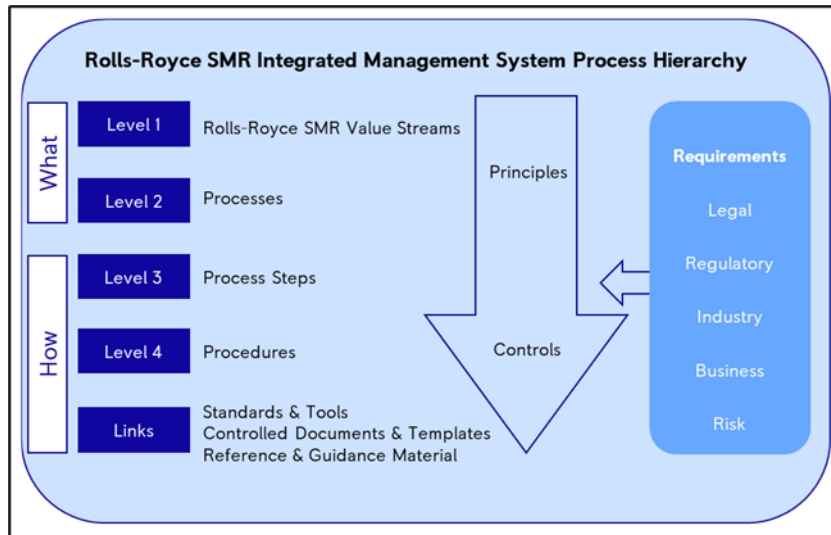 Rolls-Royce SMR Integrated Management System Process Hierarchy
What
Level 1
Rolls-Royce SMR Value Streams
Level 2
Processes
How
Level 3
Process Steps
Level 4
Procedures
Links
Standards & Tools
Controlled Documents & Templates
Reference & Guidance Material
Principles
Controls
Requirements
Legal
Regulatory
Industry
Business
Risk